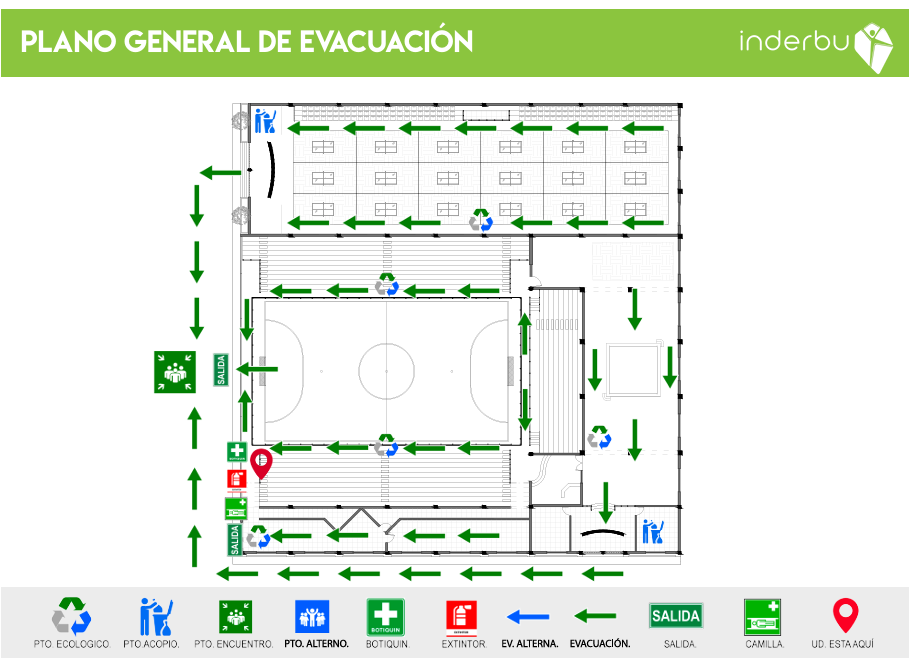 PLANO GENERAL DE EVACUACIÓN
inderbu
SALIDA
BOTIQUIN
SALIDA
BOTIQUIN
SALIDA
PTO. ECOLOGICO.
PTO.ACOPIO.
PTO. ENCUENTRO.
PTO. ALTERNO.
BOTIQUIN.
EXTINTOR.
EV. ALTERNA.
EVACUACIÓN.
SALIDA.
CAMILLA.
UD. ESTA AQUÍ